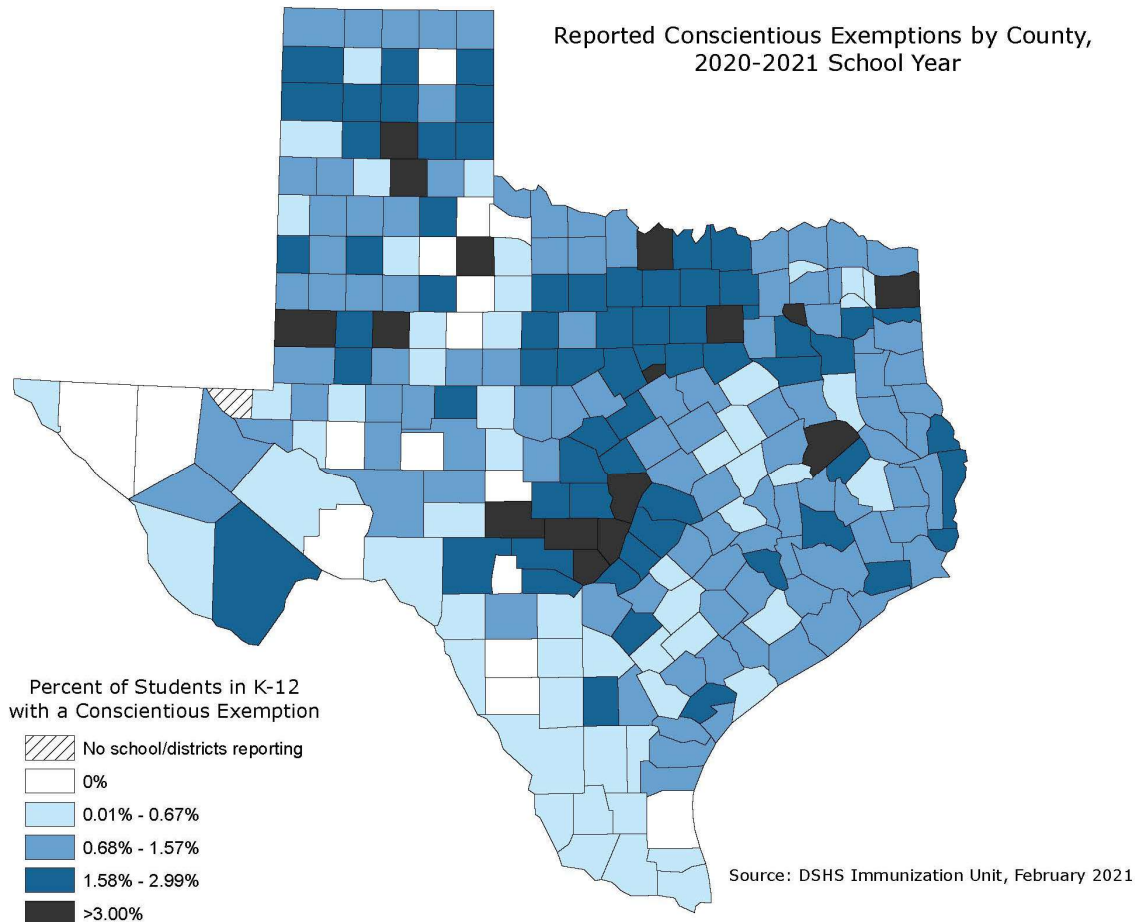 Reported Conscientious Exemptions by County,
2020-2021 School Year
Percent of Students in K-12
with a Conscientious Exemption
No school/districts reporting
0%
0.01% - 0.67%
0.68% - 1.57%
1.58% - 2.99%
>3.00%
Source: DSHS Immunization Unit, February 2021